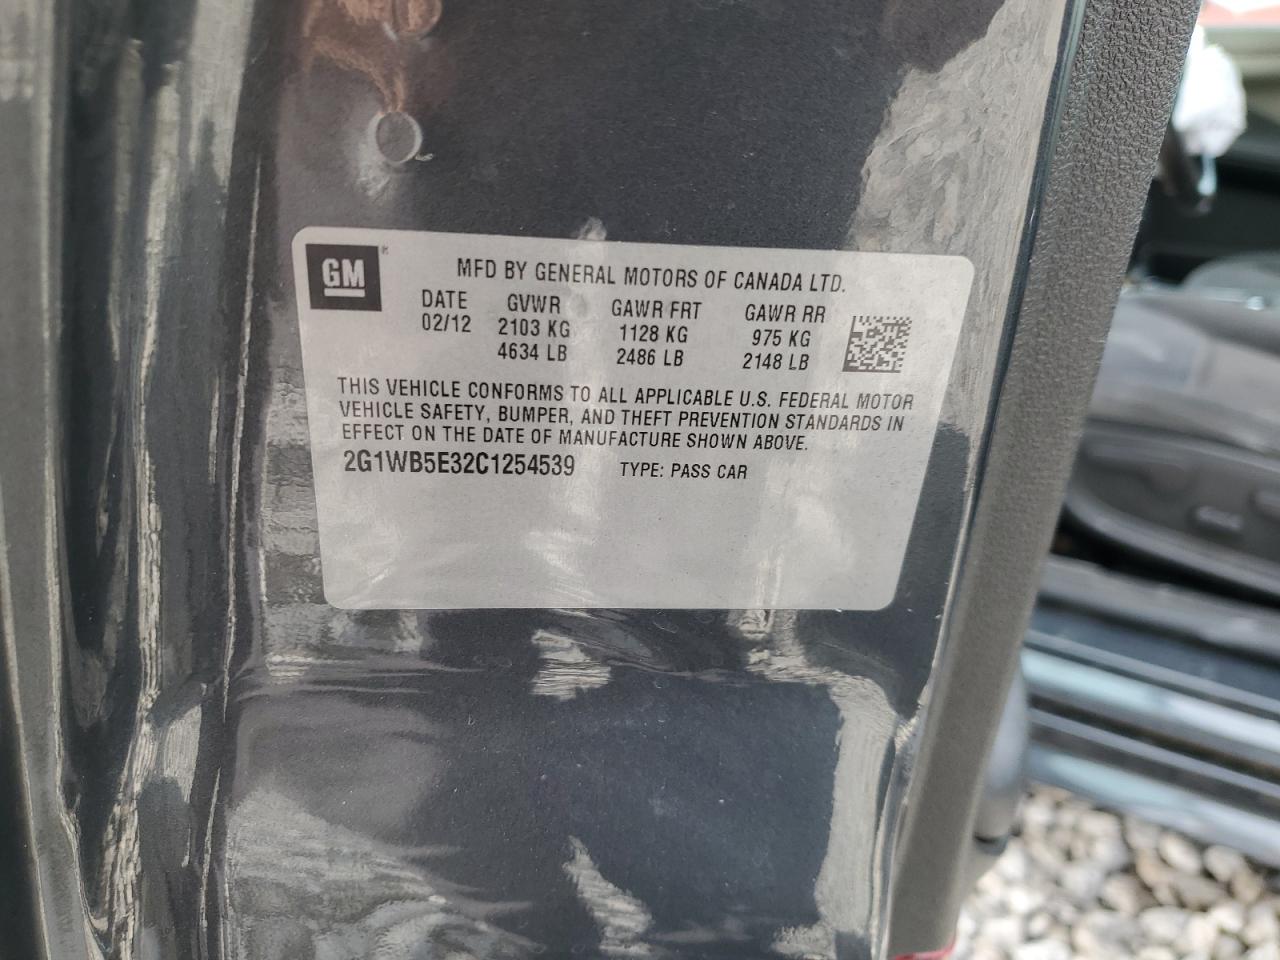 GM
MFD BY GENERAL MOTORS OF CANADA LTD.
DATE GVWR GAWR FRT GAWR RR
02/12 2103 KG 1128 KG 975 KG
4634 LB 2486 LB 2148 LB
THIS VEHICLE CONFORMS TO ALL APPLICABLE U.S. FEDERAL MOTOR
VEHICLE SAFETY, BUMPER, AND THEFT PREVENTION STANDARDS IN
EFFECT ON THE DATE OF MANUFACTURE SHOWN ABOVE.
2G1WB5E32C1254539 TYPE: PASS CAR